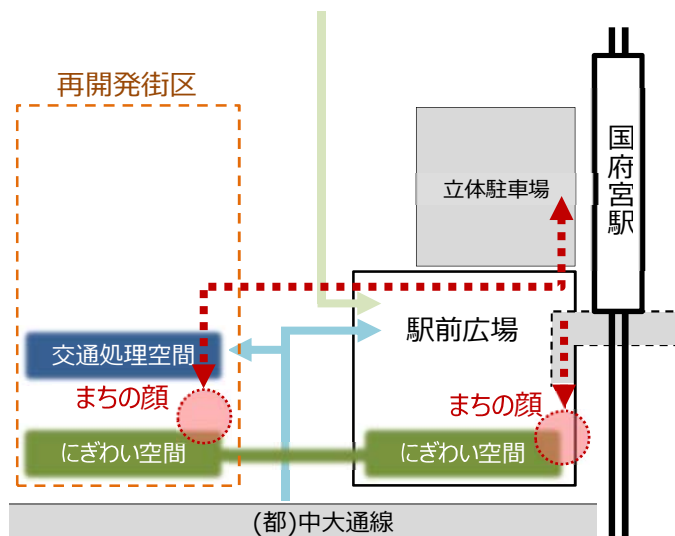 再開発街区
国府宮駅
立体駐車場
駅前広場
交通処理空間
まちの顔
まちの顔
にぎわい空間
にぎわい空間
(都)中大通線